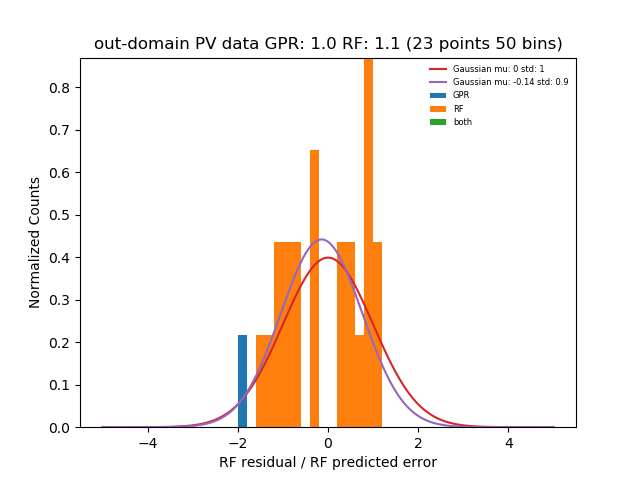 out-domain PV data GPR: 1.0 RF: 1.1 (23 points 50 bins)
Gaussian mu: 0 std: 1
Gaussian mu: -0.14 std: 0.9
GPR
RF
both
Normalized Counts
0.8
0.7
0.6
0.5
0.4
0.3
0.2
0.1
0.0
−4 −2 0 2 4
RF residual / RF predicted error